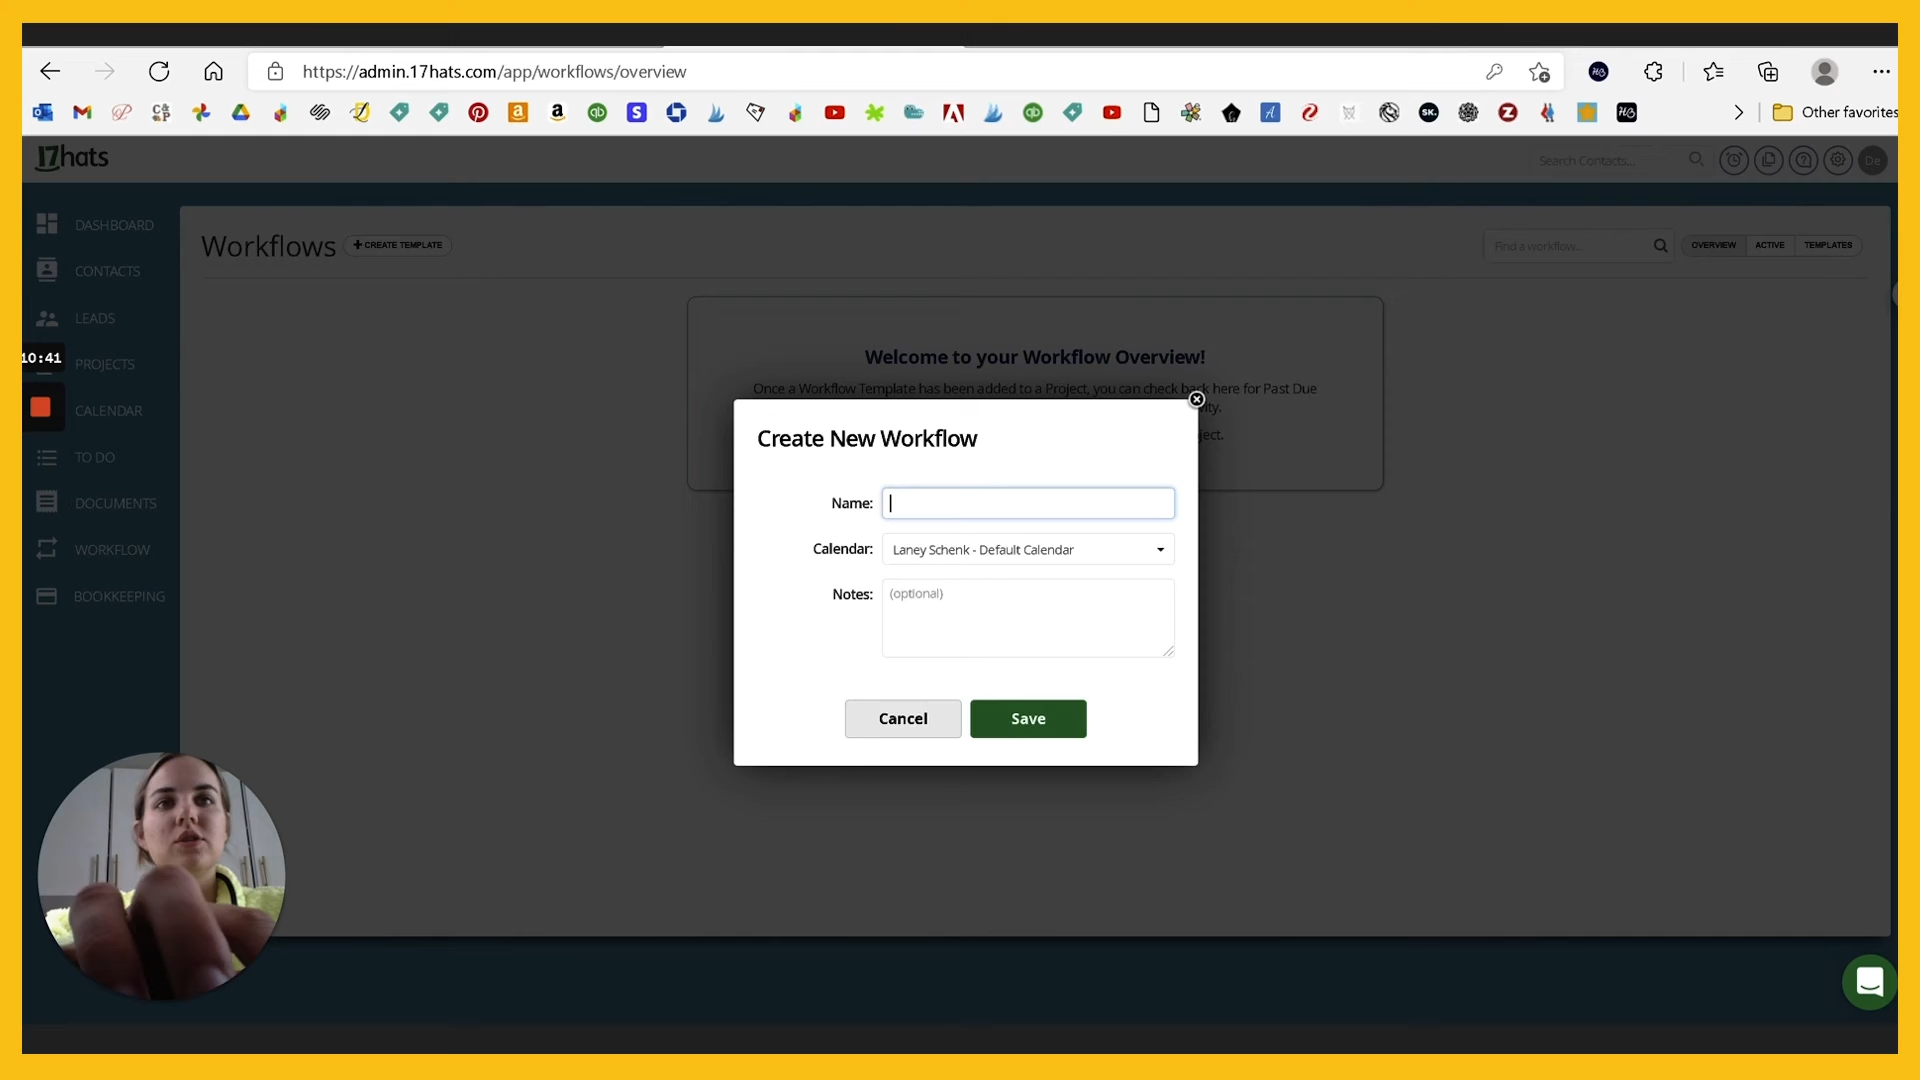 https://admin.17hats.com/app/workflows/overview
Other favorites
17hats
Search Contacts...
De
DASHBOARD
CONTACTS
LEADS
10:41
PROJECTS
CALENDAR
TO DO
DOCUMENTS
WORKFLOW
BOOKKEEPING
Workflows
+ CREATE TEMPLATE
Find a workflow...
OVERVIEW
ACTIVE
TEMPLATES
Welcome to your Workflow Overview!
Once a Workflow Template has been added to a Project, you can check back here for Past Due
Create New Workflow
Name:
Calendar:
Laney Schenk - Default Calendar
Notes:
(optional)
Cancel
Save